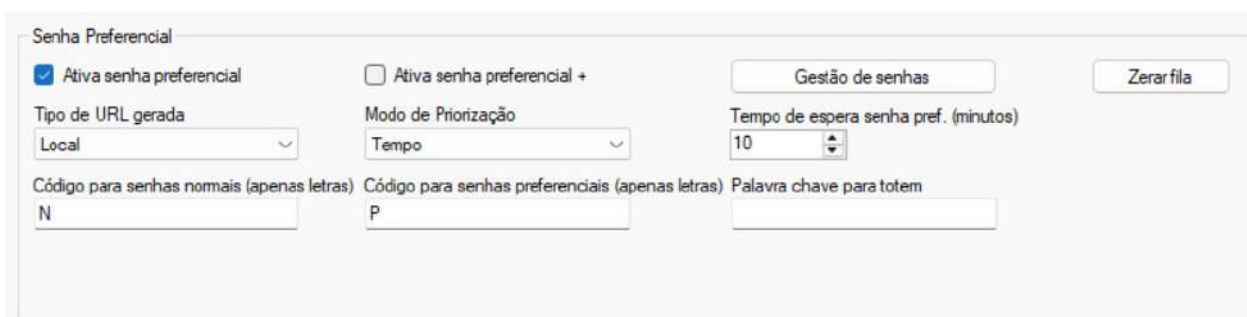 Senha Preferencial
Ativa senha preferencial Ativa senha preferencial + Gestão de senhas Zerar fila
Tipo de URL gerada Modo de Priorização Tempo de espera senha pref. (minutos)
Local Tempo 10
Código para senhas normais (apenas letras) Código para senhas preferenciais (apenas letras) Palavra chave para totem
N P